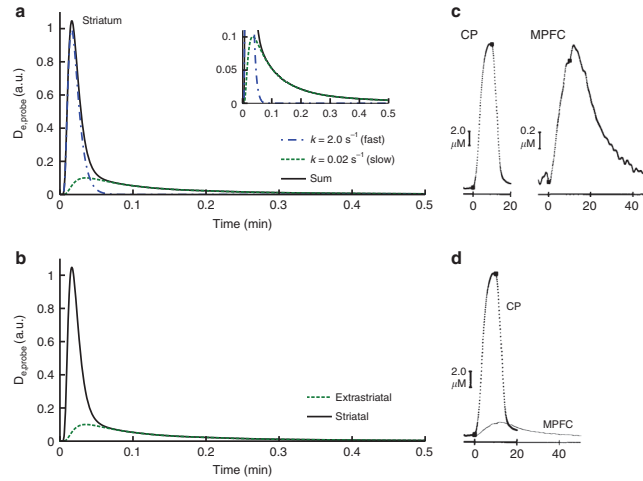 a
Striatum
1
0.8
0.6
0.4
0.2
0
D_e,probe (a.u.)
0 0.1 0.2 0.3 0.4 0.5
Time (min)
0.1
0.05
0
0 0.1 0.2 0.3 0.4 0.5
k = 2.0 s⁻¹ (fast)
k = 0.02 s⁻¹ (slow)
Sum
b
1
0.8
0.6
0.4
0.2
0
D_e,probe (a.u.)
0 0.1 0.2 0.3 0.4 0.5
Time (min)
Extrastriatal
Striatal
c
CP MPFC
2.0
μM
0.2
μM
0 20
0 20 40
d
CP
2.0
μM
MPFC
0 20 40